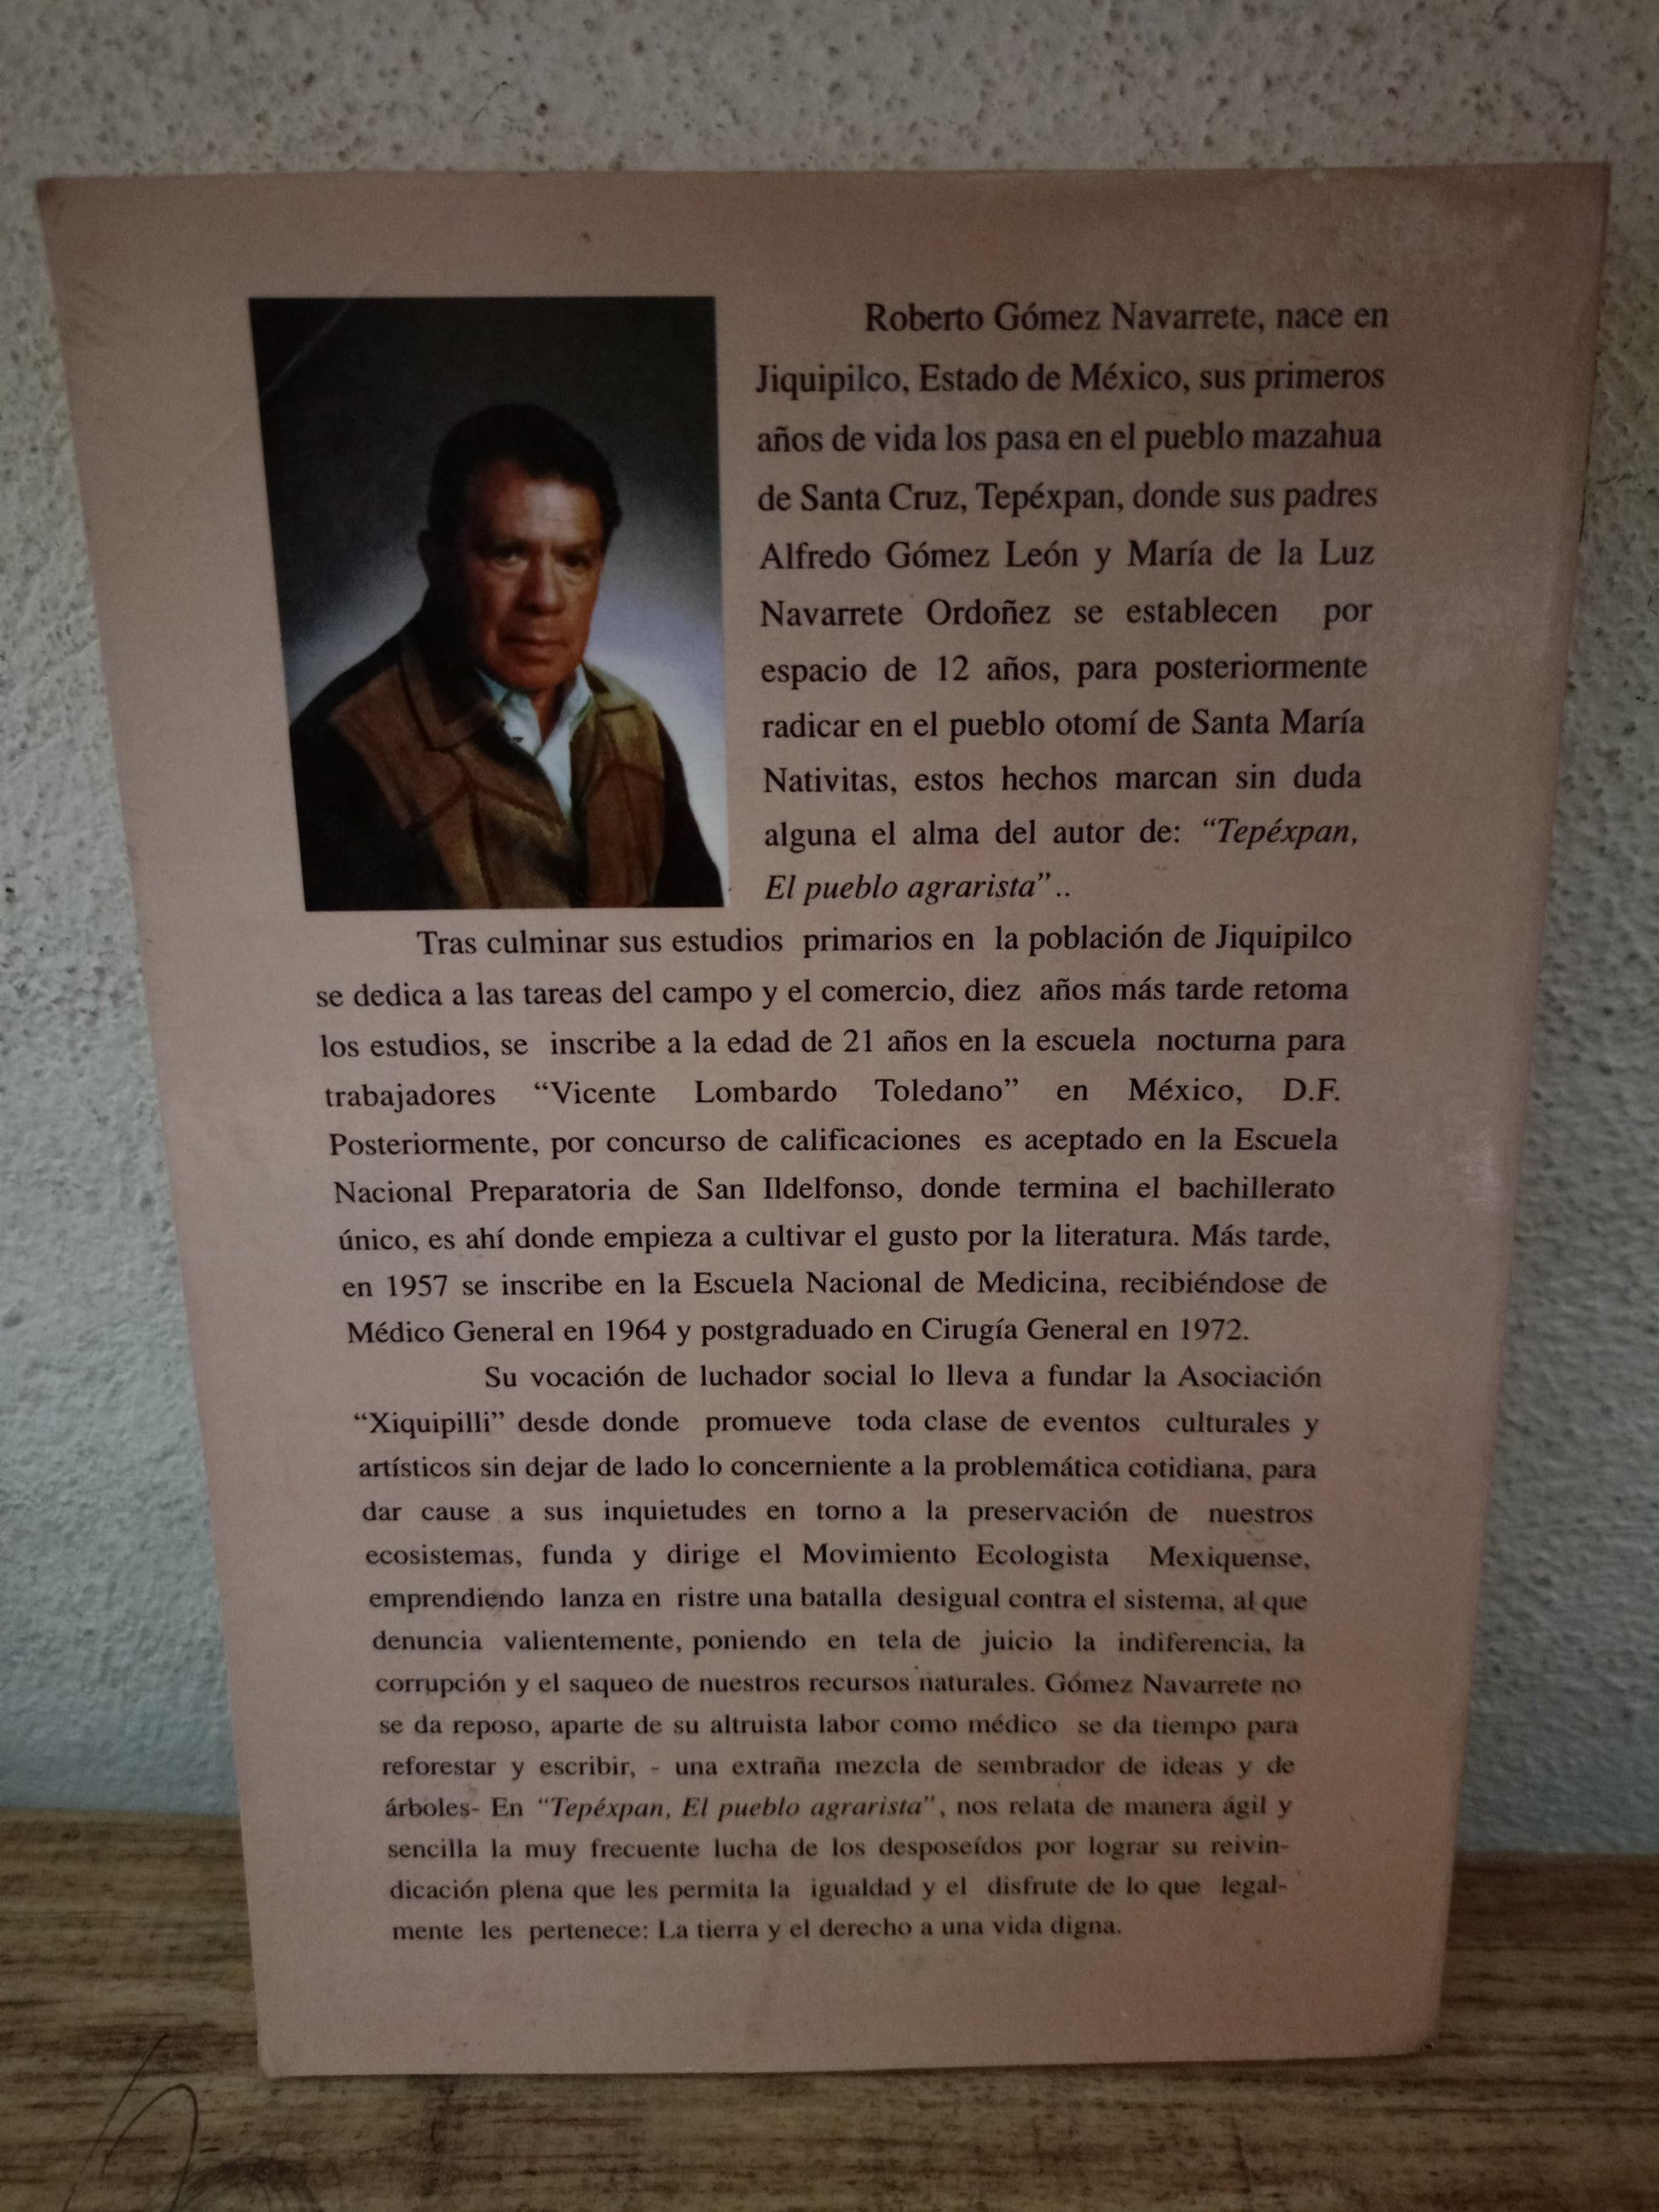 Roberto Gómez Navarrete, nace en
Jiquipilco, Estado de México, sus primeros
años de vida los pasa en el pueblo mazahua
de Santa Cruz, Tepéxpan, donde sus padres
Alfredo Gómez León y María de la Luz
Navarrete Ordoñez se establecen por
espacio de 12 años, para posteriormente
radicar en el pueblo otomí de Santa María
Nativitas, estos hechos marcan sin duda
alguna el alma del autor de: “Tepéxpan,
El pueblo agrarista”..
Tras culminar sus estudios primarios en la población de Jiquipilco
se dedica a las tareas del campo y el comercio, diez años más tarde retoma
los estudios, se inscribe a la edad de 21 años en la escuela nocturna para
trabajadores “Vicente Lombardo Toledano” en México, D.F.
Posteriormente, por concurso de calificaciones es aceptado en la Escuela
Nacional Preparatoria de San Ildelfonso, donde termina el bachillerato
único, es ahí donde empieza a cultivar el gusto por la literatura. Más tarde,
en 1957 se inscribe en la Escuela Nacional de Medicina, recibiéndose de
Médico General en 1964 y postgraduado en Cirugía General en 1972.
Su vocación de luchador social lo lleva a fundar la Asociación
“Xiquipilli” desde donde promueve toda clase de eventos culturales y
artísticos sin dejar de lado lo concerniente a la problemática cotidiana, para
dar cause a sus inquietudes en torno a la preservación de nuestros
ecosistemas, funda y dirige el Movimiento Ecologista Mexiquense,
emprendiendo lanza en ristre una batalla desigual contra el sistema, al que
denuncia valientemente, poniendo en tela de juicio la indiferencia, la
corrupción y el saqueo de nuestros recursos naturales. Gómez Navarrete no
se da reposo, aparte de su altruista labor como médico se da tiempo para
reforestar y escribir, - una extraña mezcla de sembrador de ideas y de
árboles- En “Tepéxpan, El pueblo agrarista”, nos relata de manera ágil y
sencilla la muy frecuente lucha de los desposeídos por lograr su reivin-
dicación plena que les permita la igualdad y el disfrute de lo que legal-
mente les pertenece: La tierra y el derecho a una vida digna.